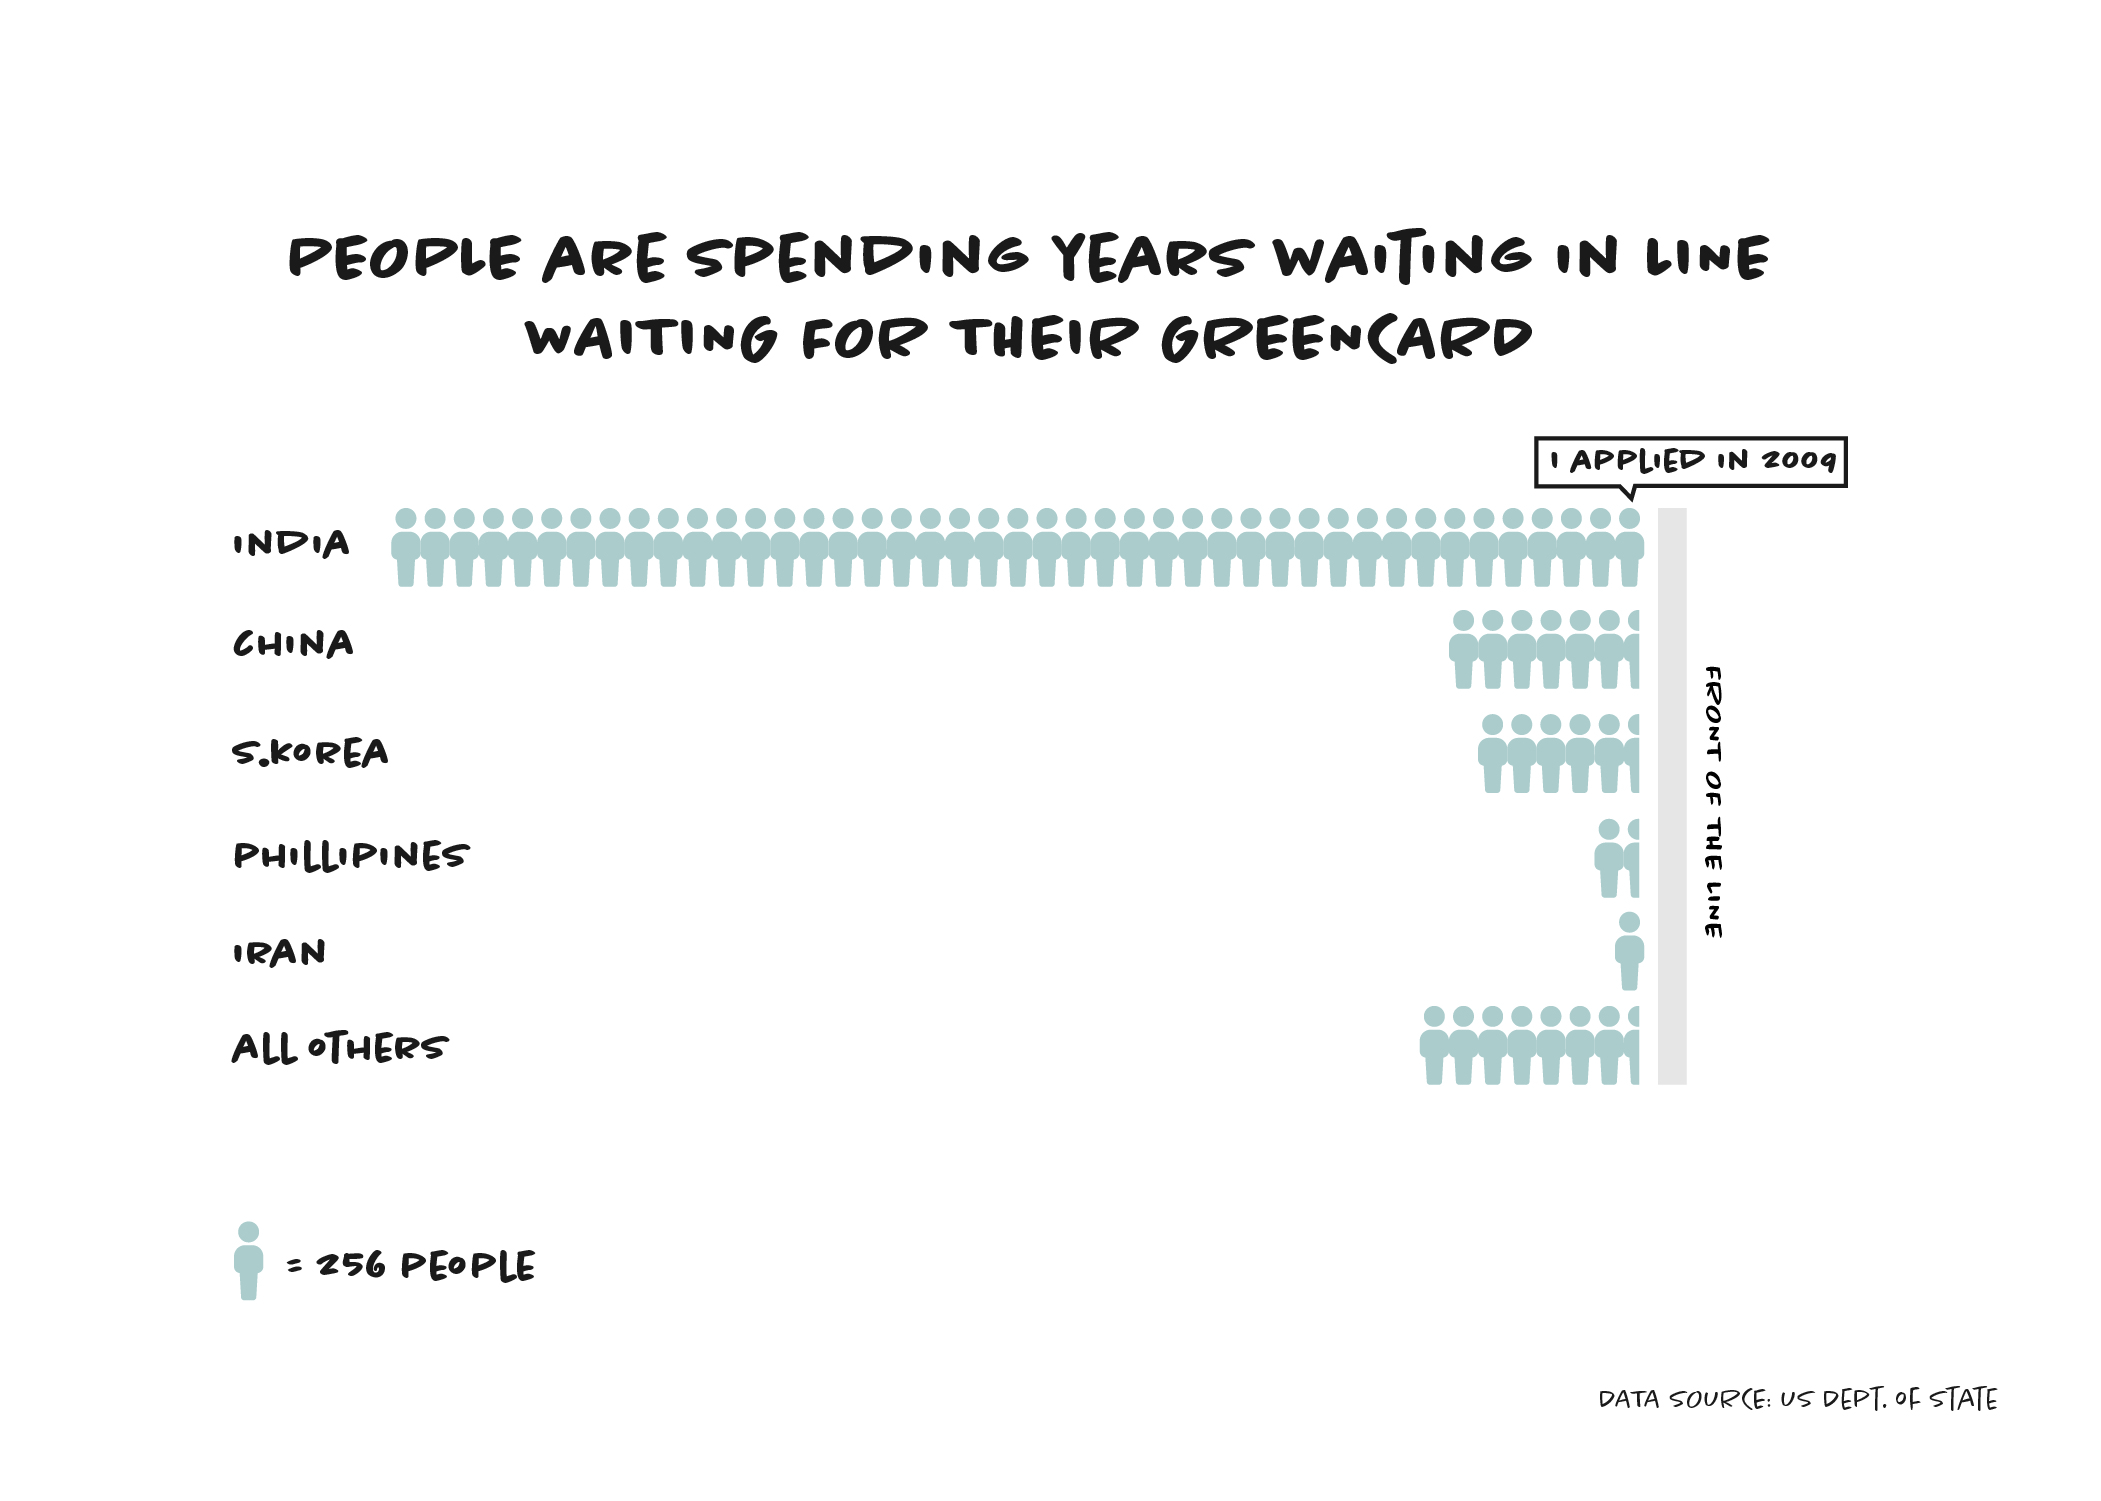 PEOPLE ARE SPENDING YEARS WAITING IN LINE
WAITING FOR THEIR GREENCARD
I APPLIED IN 2009
INDIA
CHINA
S.KOREA
PHILLIPINES
IRAN
ALL OTHERS
FRONT OF THE LINE
= 256 PEOPLE
DATA SOURCE: US DEPT. OF STATE